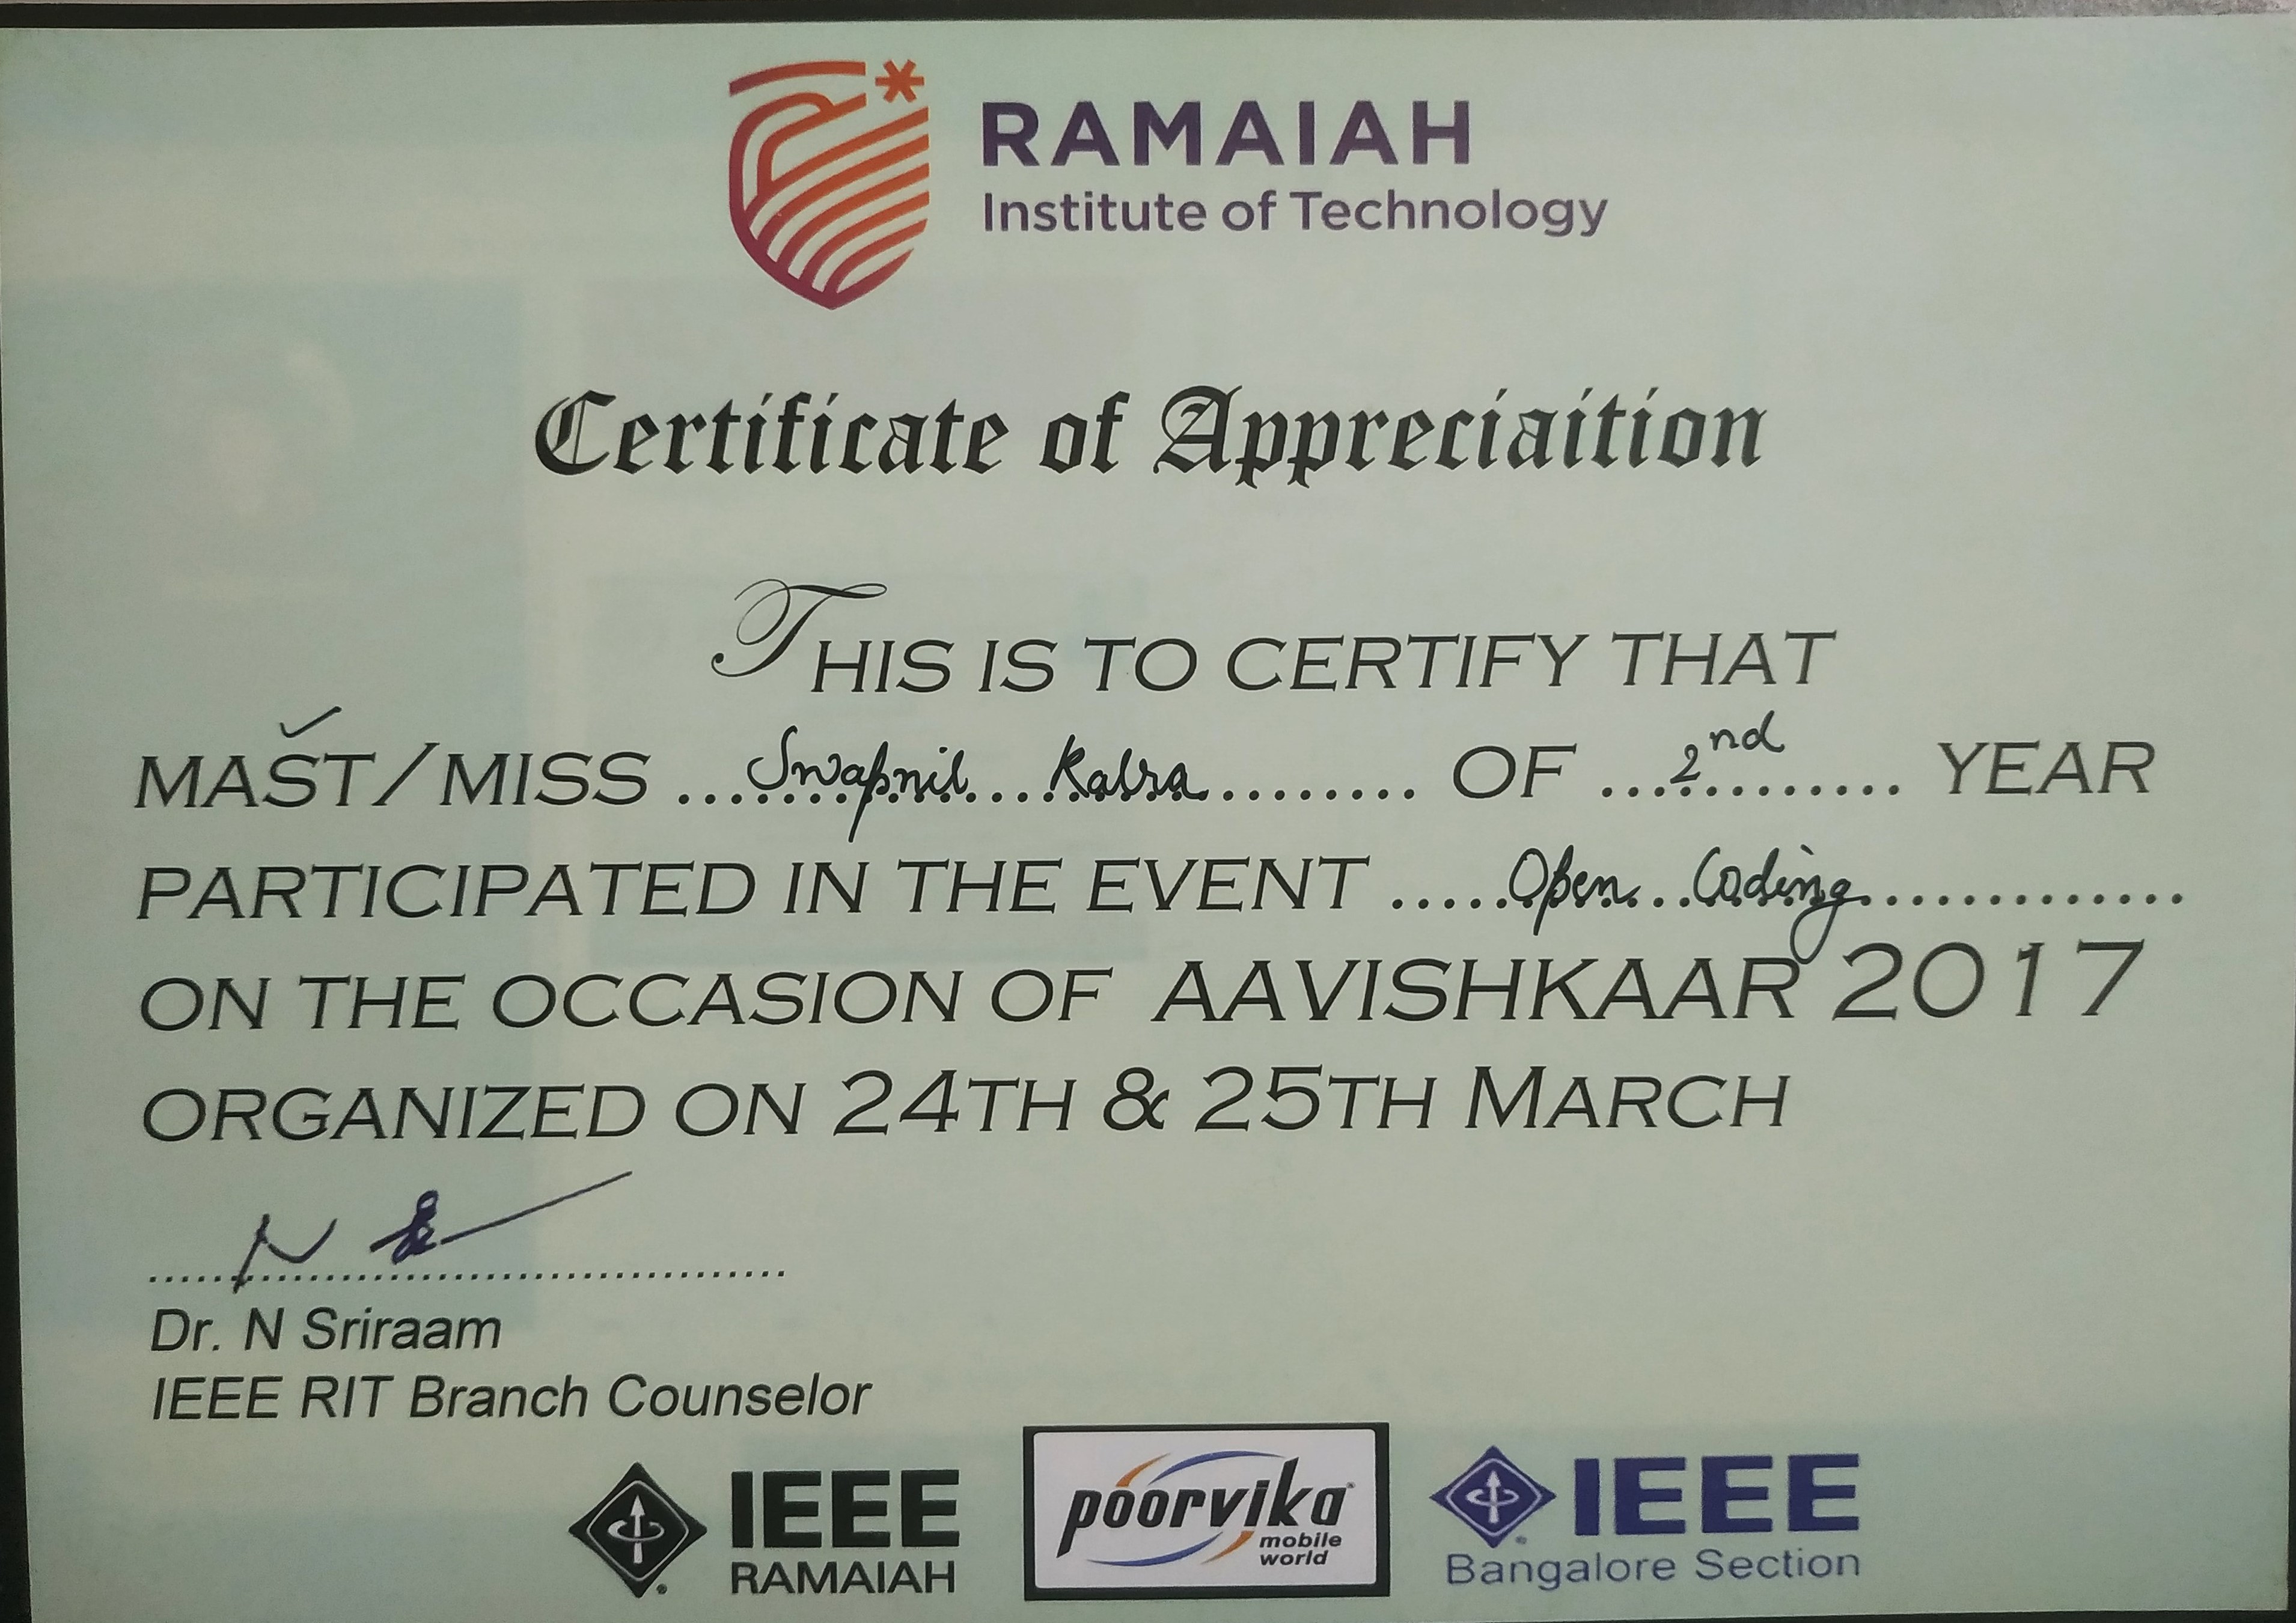 RAMAIAH
Institute of Technology
Certificate of Appreciaition
THIS IS TO CERTIFY THAT
MAST/MISS ...Swapnil...Kalra......... OF ...2nd......... YEAR
PARTICIPATED IN THE EVENT .....Open...Coding..............
ON THE OCCASION OF AAVISHKAAR 2017
ORGANIZED ON 24TH & 25TH MARCH
Dr. N Sriraam
IEEE RIT Branch Counselor
IEEE
RAMAIAH
poorvika
mobile
world
IEEE
Bangalore Section